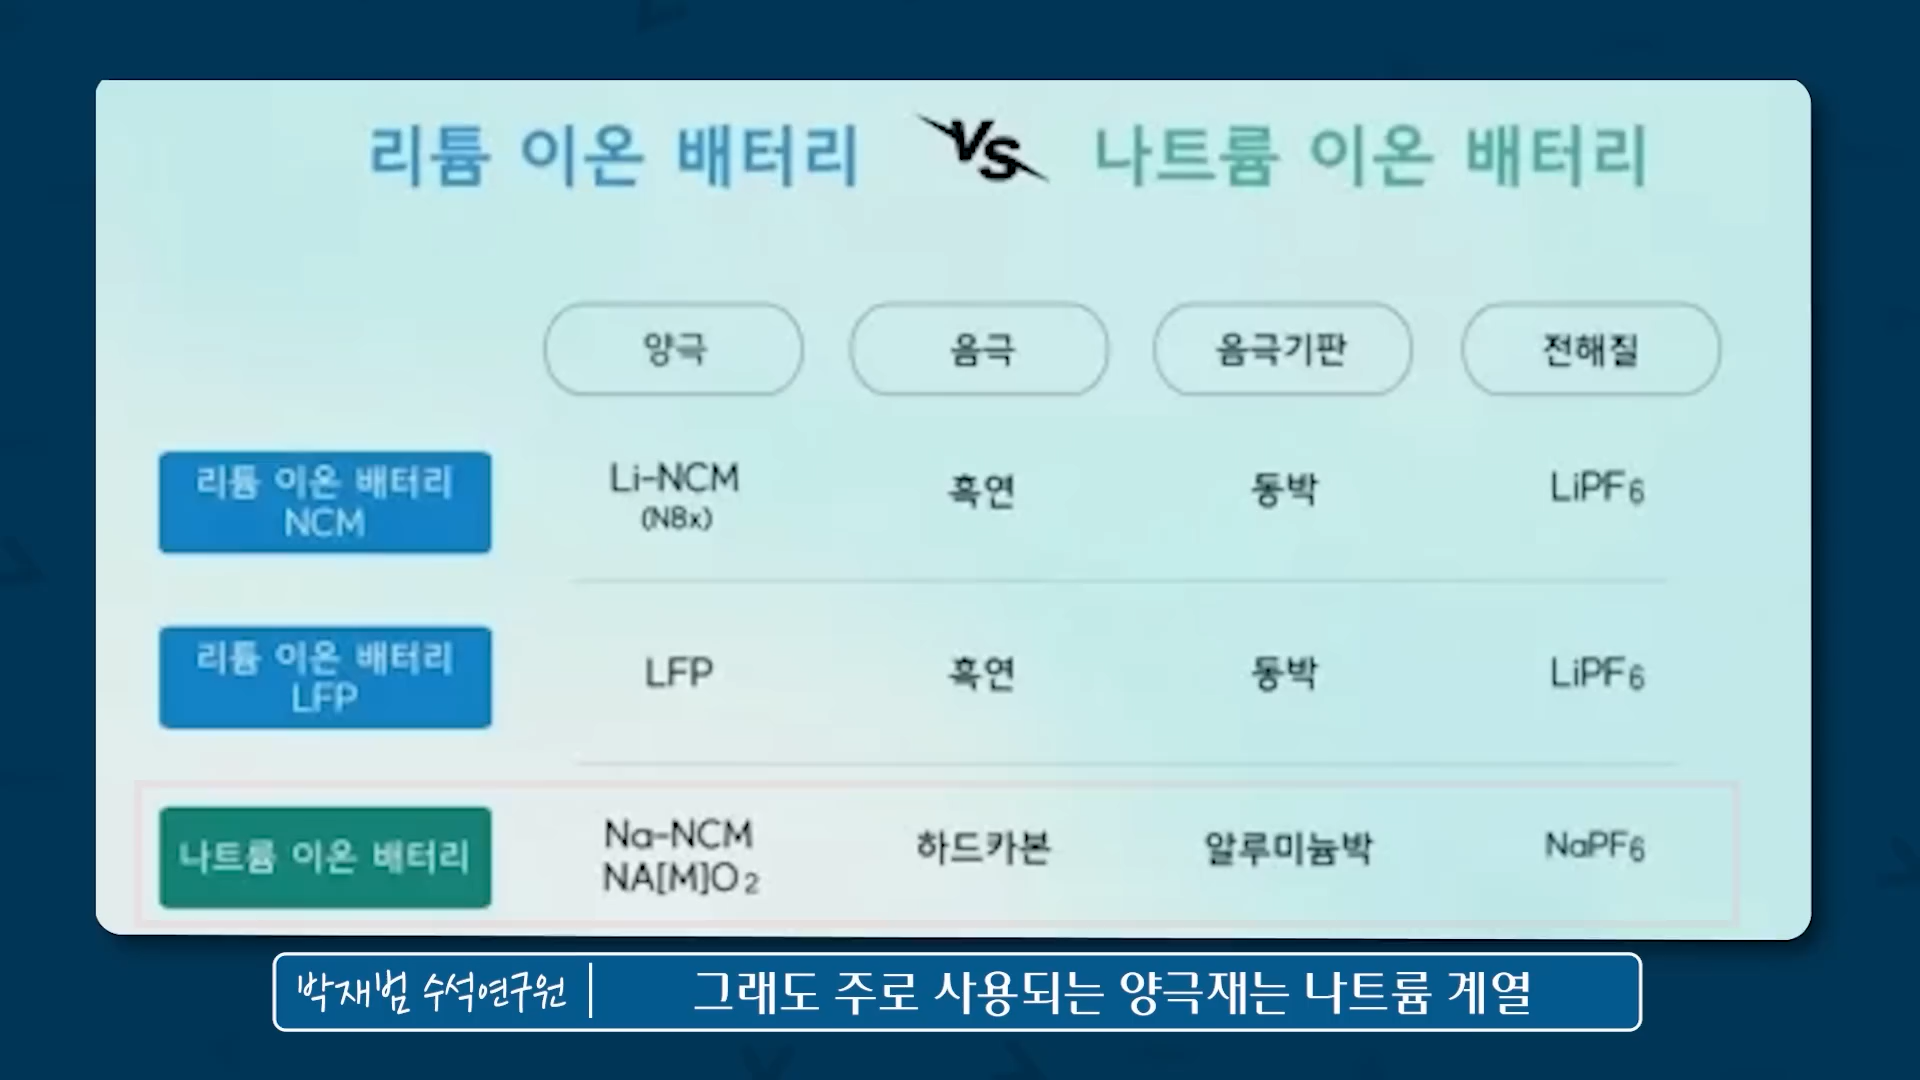 리튬 이온 배터리 VS 나트륨 이온 배터리
양극 음극 음극기판 전해질
리튬 이온 배터리
NCM
Li-NCM
(N8x)
흑연 동박 LiPF6
리튬 이온 배터리
LFP
LFP 흑연 동박 LiPF6
나트륨 이온 배터리
Na-NCM
NA[M]O2
하드카본 알루미늄박 NaPF6
박재범 수석연구원 | 그래도 주로 사용되는 양극재는 나트륨 계열